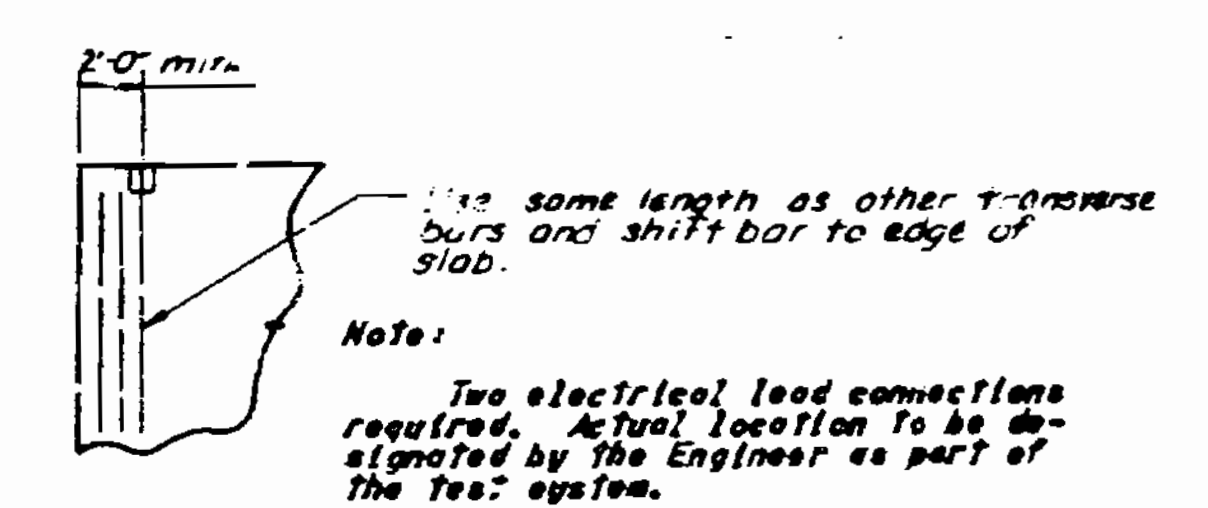 2'-0" min.
Use same length as other transverse
bars and shift bar to edge of
slab.
Note:
Two electrical lead connections
required. Actual location to be de-
signated by the Engineer as part of
the test system.